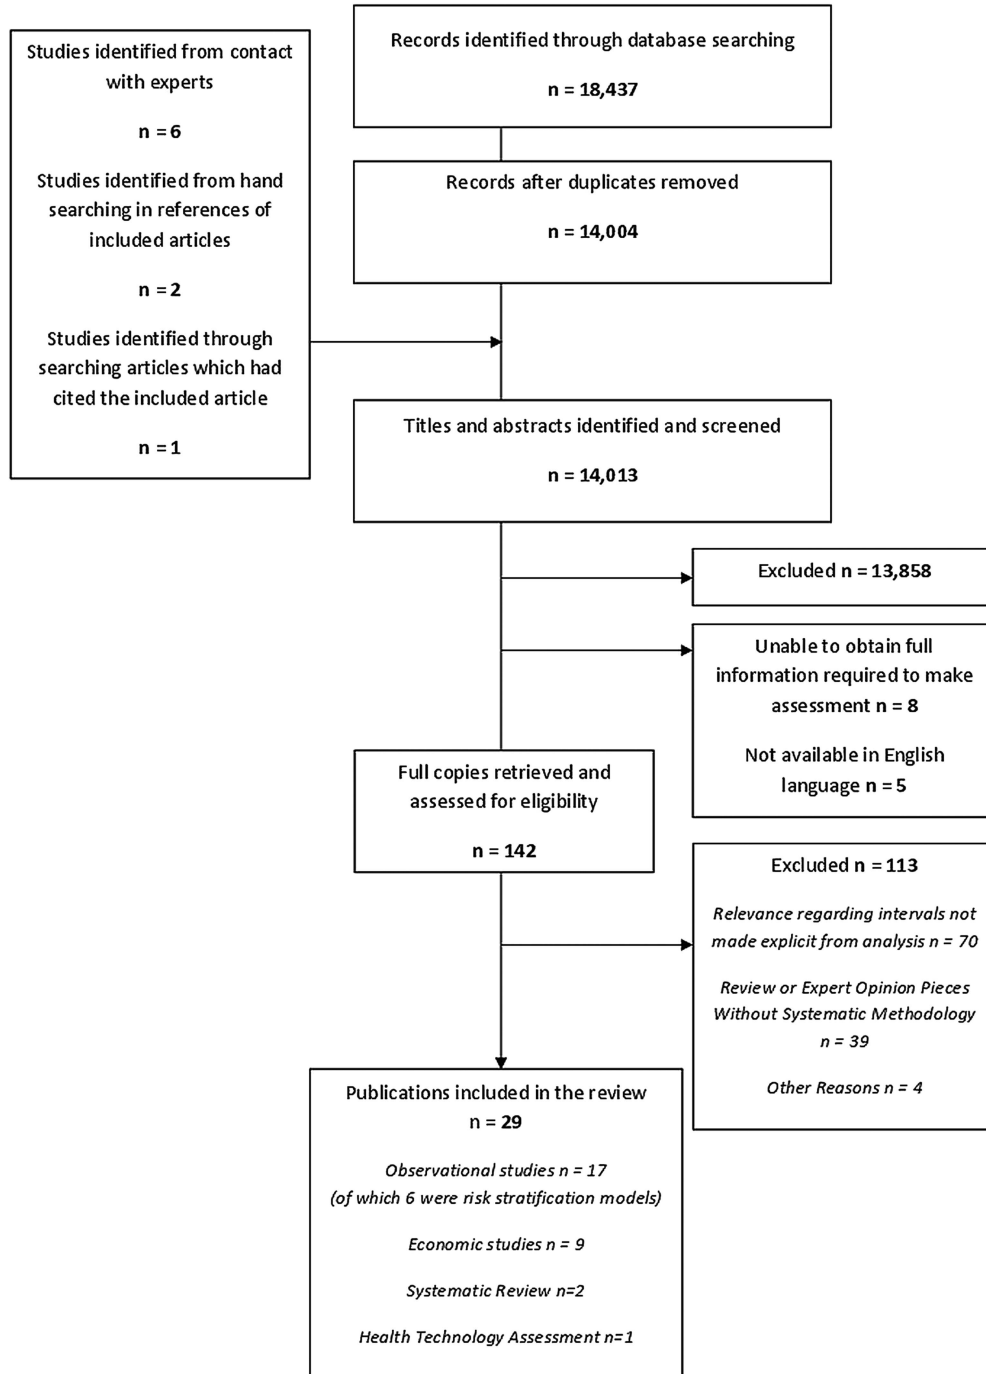 Studies identified from contact
with experts
n = 6
Studies identified from hand
searching in references of
included articles
n = 2
Studies identified through
searching articles which had
cited the included article
n = 1
Records identified through database searching
n = 18,437
Records after duplicates removed
n = 14,004
Titles and abstracts identified and screened
n = 14,013
Excluded n = 13,858
Unable to obtain full
information required to make
assessment n = 8
Not available in English
language n = 5
Full copies retrieved and
assessed for eligibility
n = 142
Excluded n = 113
Relevance regarding intervals not
made explicit from analysis n = 70
Review or Expert Opinion Pieces
Without Systematic Methodology
n = 39
Other Reasons n = 4
Publications included in the review
n = 29
Observational studies n = 17
(of which 6 were risk stratification models)
Economic studies n = 9
Systematic Review n=2
Health Technology Assessment n=1